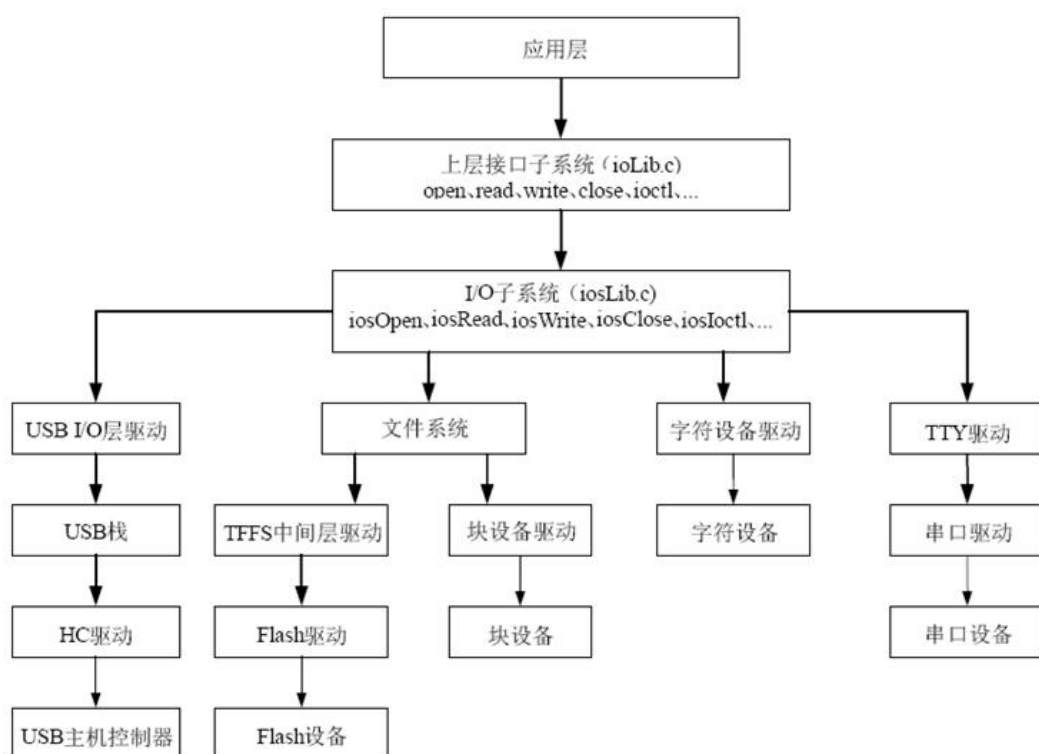 应用层
上层接口子系统（ioLib.c)
open、read、write、close、ioctl、...
I/O子系统（iosLib.c)
iosOpen、iosRead、iosWrite、iosClose、iosIoctl、...
USB I/O层驱动
文件系统
字符设备驱动
TTY驱动
USB栈
TFFS中间层驱动
块设备驱动
字符设备
串口驱动
HC驱动
Flash驱动
块设备
串口设备
USB主机控制器
Flash设备